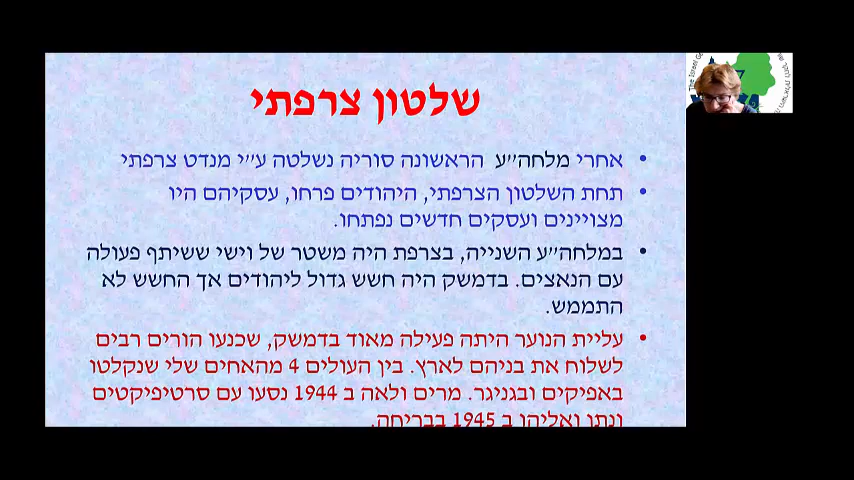 שלטון צרפתי
• אחרי מלחה״ע הראשונה סוריה נשלטה ע״י מנדט צרפתי
• תחת השלטון הצרפתי, היהודים פרחו, עסקיהם היו
מצויינים ועסקים חדשים נפתחו.
• במלחה״ע השנייה, בצרפת היה משטר של וישי ששיתף פעולה
עם הנאצים. בדמשק היה חשש גדול ליהודים אך החשש לא
התממש.
• עליית הנוער היתה פעילה מאוד בדמשק, שכנעו הורים רבים
לשלוח את בניהם לארץ. בין העולים 4 מהאחים שלי שנקלטו
באפיקים ובגניגר. מרים ולאה ב 1944 נסעו עם סרטיפיקטים
ונתן ואליהו ב 1945 בבריחה.
The Israel Ge